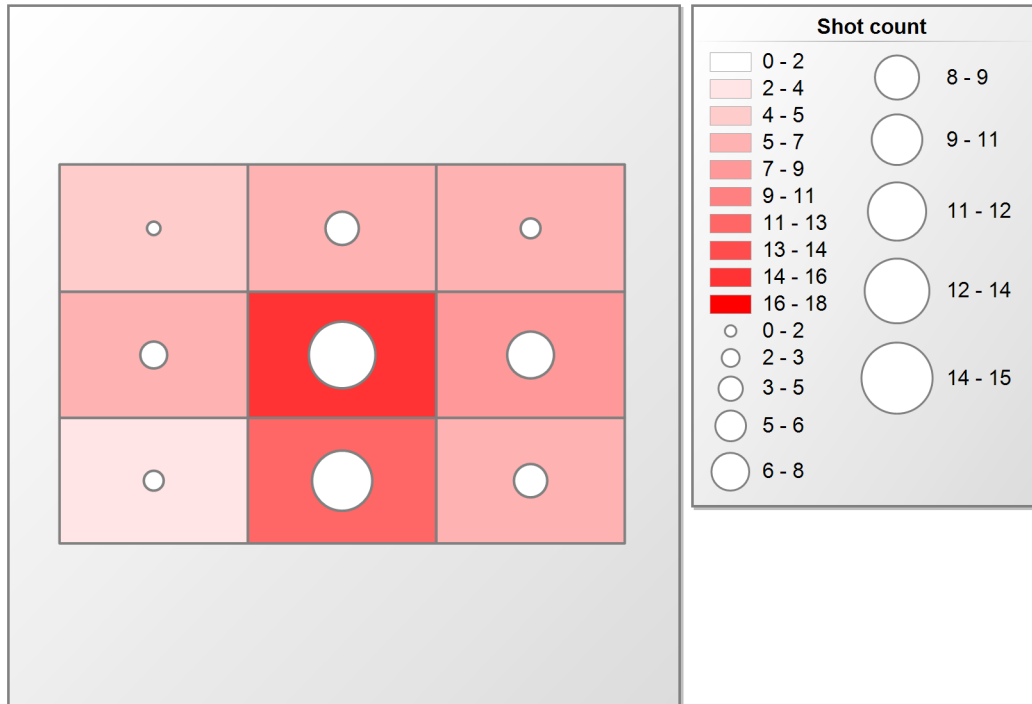 Shot count
0 - 2
2 - 4
4 - 5
5 - 7
7 - 9
9 - 11
11 - 13
13 - 14
14 - 16
16 - 18
0 - 2
2 - 3
3 - 5
5 - 6
6 - 8
8 - 9
9 - 11
11 - 12
12 - 14
14 - 15